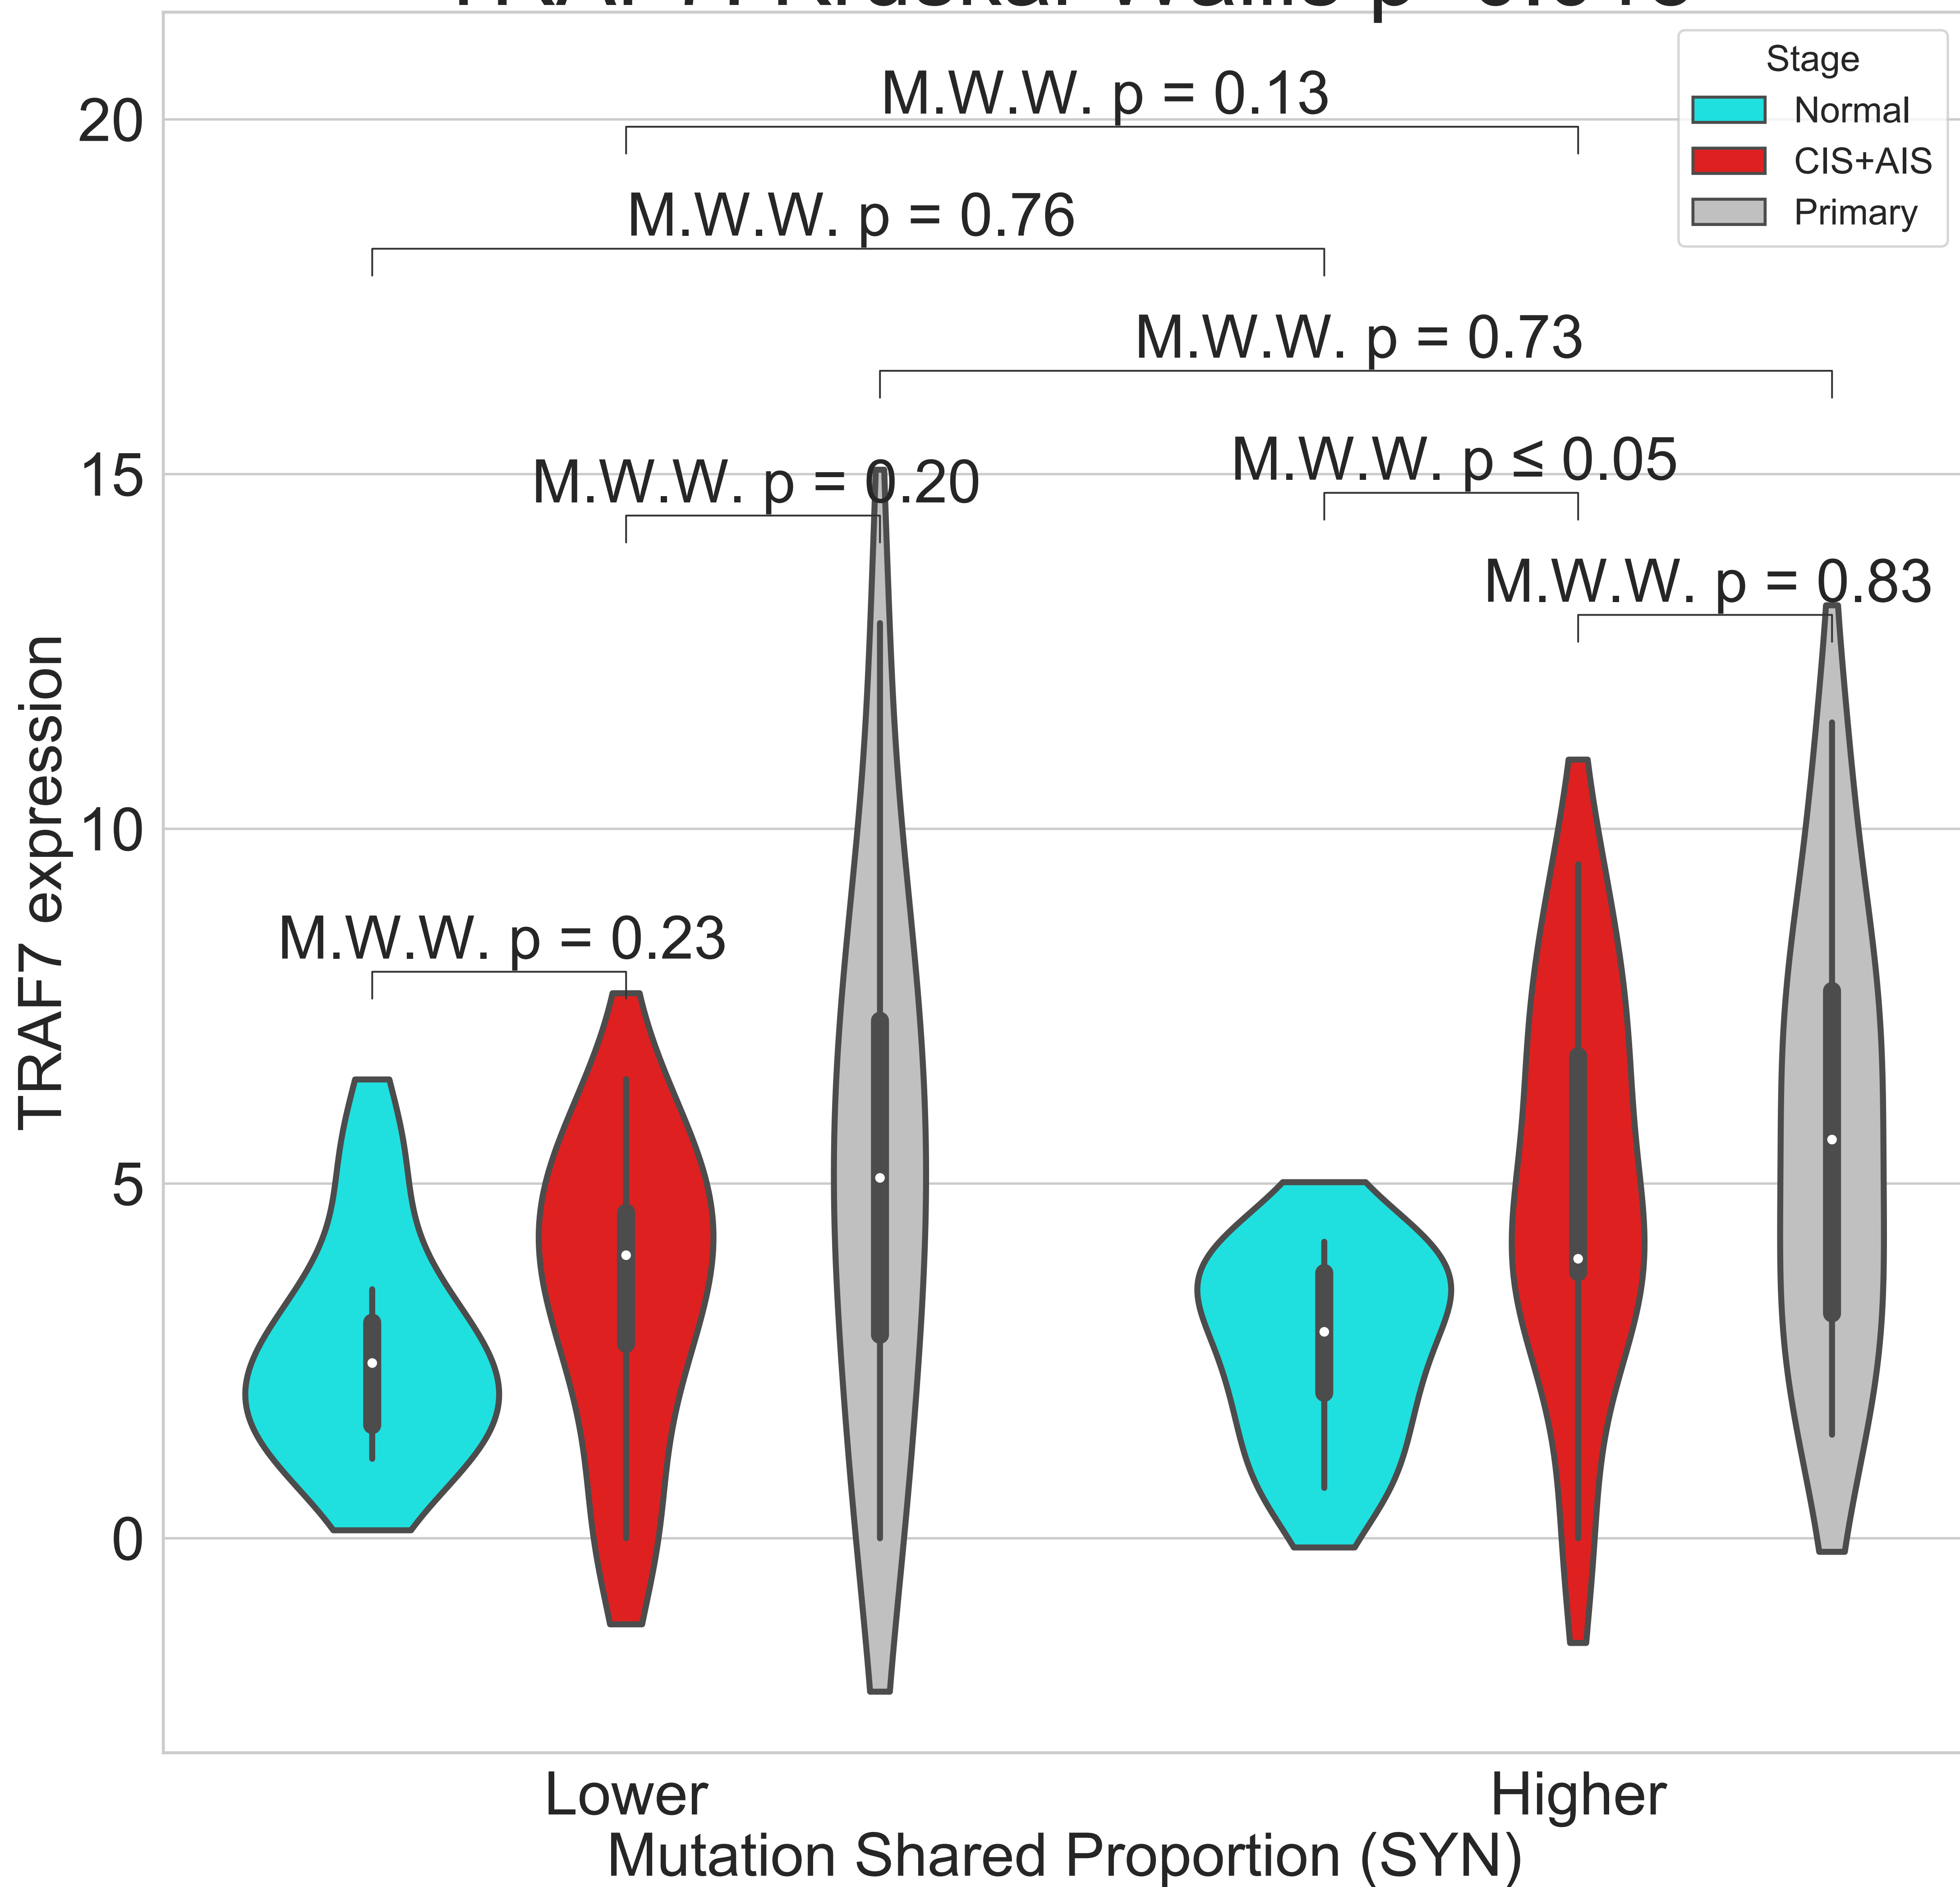 M.W.W. p = 0.13
M.W.W. p = 0.76
M.W.W. p = 0.73
M.W.W. p = 0.20
M.W.W. p ≤ 0.05
M.W.W. p = 0.83
M.W.W. p = 0.23
Stage
Normal
CIS+AIS
Primary
20
15
10
5
0
TRAF7 expression
Lower
Higher
Mutation Shared Proportion (SYN)